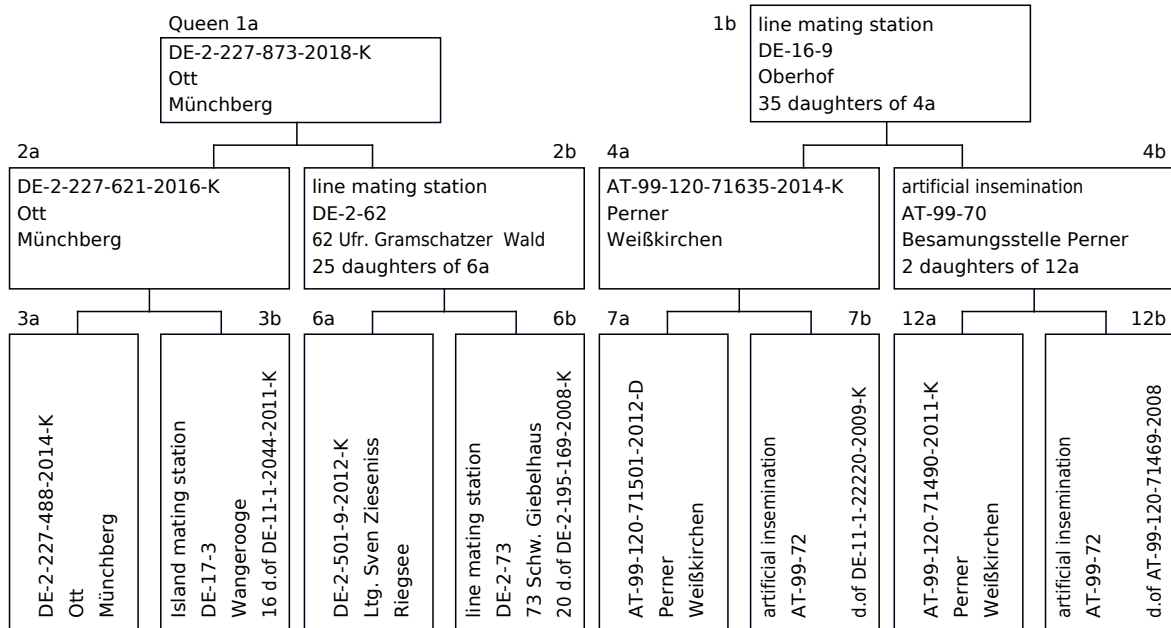 Queen 1a
DE-2-227-873-2018-K
Ott
Münchberg
1b
line mating station
DE-16-9
Oberhof
35 daughters of 4a
2a
DE-2-227-621-2016-K
Ott
Münchberg
2b
line mating station
DE-2-62
62 Ufr. Gramschatzer Wald
25 daughters of 6a
4a
AT-99-120-71635-2014-K
Perner
Weißkirchen
4b
artificial insemination
AT-99-70
Besamungsstelle Perner
2 daughters of 12a
3a
DE-2-227-488-2014-K
Ott
Münchberg
3b
Island mating station
DE-17-3
Wangerooge
16 d.of DE-11-1-2044-2011-K
6a
DE-2-501-9-2012-K
Ltg. Sven Zieseniss
Riegsee
6b
line mating station
DE-2-73
73 Schw. Giebelhaus
20 d.of DE-2-195-169-2008-K
7a
AT-99-120-71501-2012-D
Perner
Weißkirchen
7b
artificial insemination
AT-99-72
d.of DE-11-1-22220-2009-K
12a
AT-99-120-71490-2011-K
Perner
Weißkirchen
12b
artificial insemination
AT-99-72
d.of AT-99-120-71469-2008